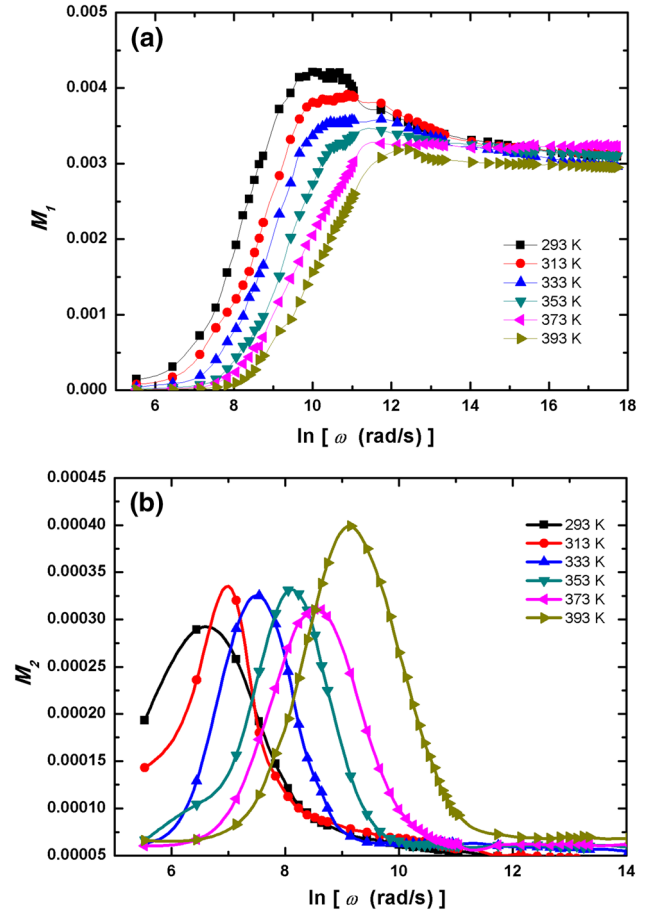 (a)
0.005
0.004
0.003
0.002
0.001
0.000
M1
293 K
313 K
333 K
353 K
373 K
393 K
6 8 10 12 14 16 18
ln [ ω (rad/s) ]
(b)
0.00045
0.00040
0.00035
0.00030
0.00025
0.00020
0.00015
0.00010
0.00005
M2
293 K
313 K
333 K
353 K
373 K
393 K
6 8 10 12 14
ln [ ω (rad/s) ]